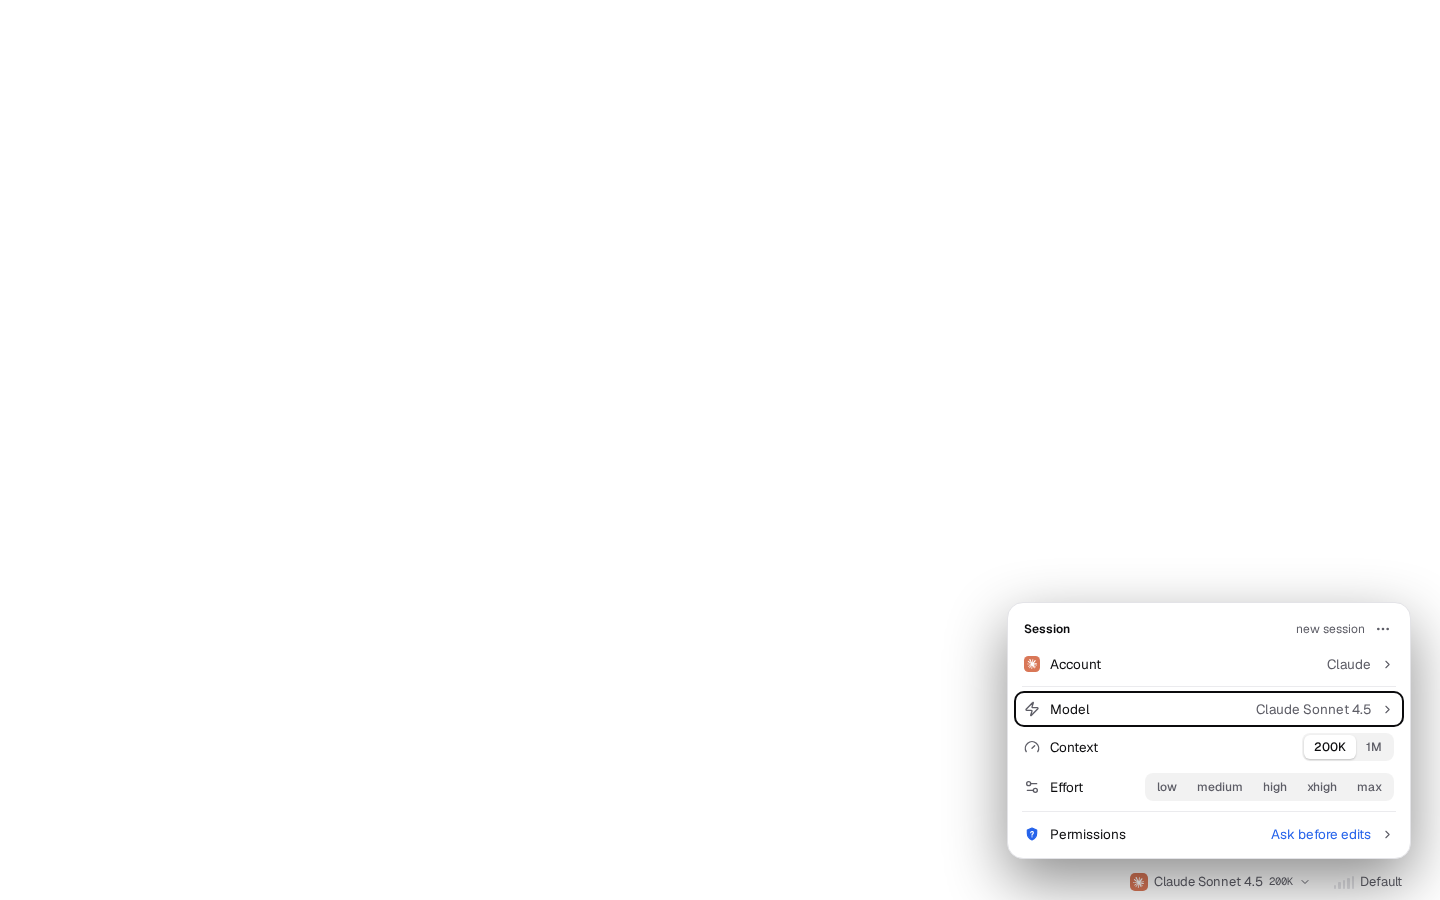 Session new session
Account Claude
Model Claude Sonnet 4.5
Context 200K 1M
Effort low medium high xhigh max
Permissions Ask before edits
Claude Sonnet 4.5 200K Default